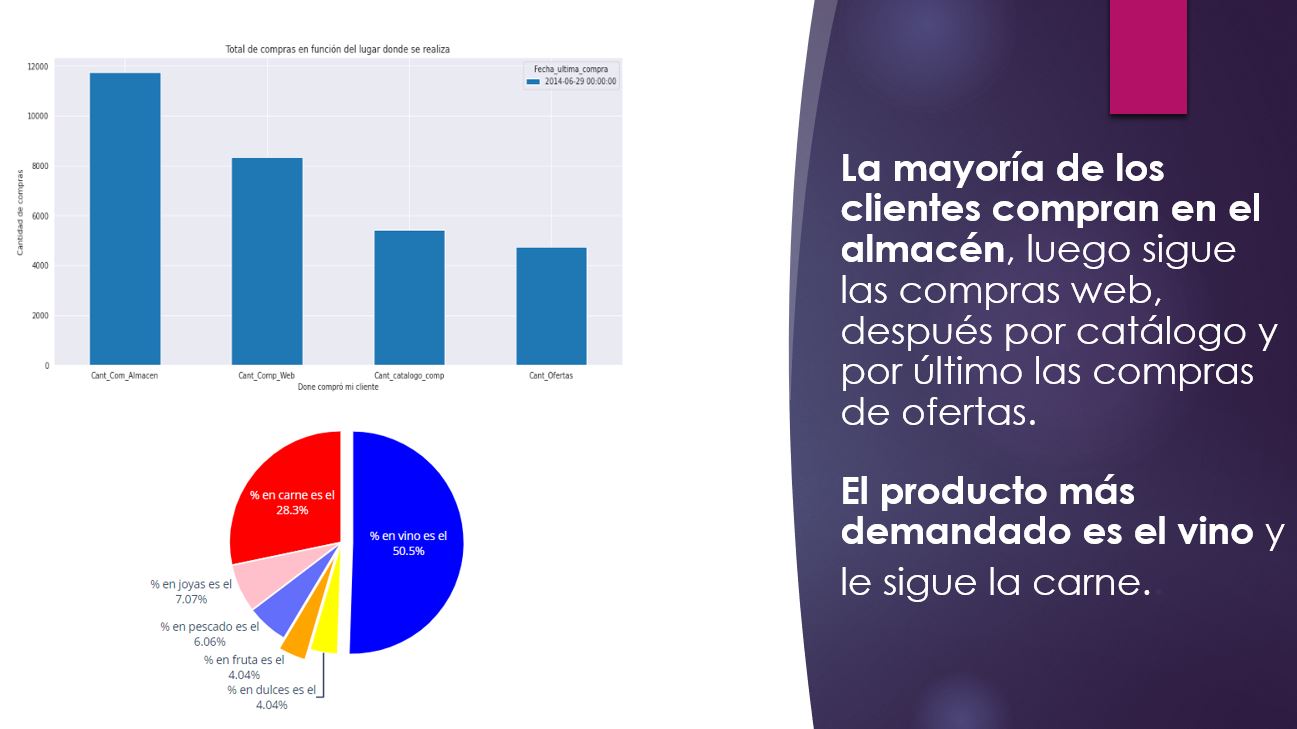 Total de compras en función del lugar donde se realiza
Fecha_ultima_compra
2014-06-29 00:00:00
12000
10000
8000
6000
4000
2000
0
Cantidad de compras
Cant_Com_Almacen
Cant_Comp_Web
Cant_catalogo_comp
Cant_Ofertas
Done compró mi cliente
% en carne es el
28.3%
% en vino es el
50.5%
% en joyas es el
7.07%
% en pescado es el
6.06%
% en fruta es el
4.04%
% en dulces es el
4.04%
La mayoría de los
clientes compran en el
almacén, luego sigue
las compras web,
después por catálogo y
por último las compras
de ofertas.
El producto más
demandado es el vino y
le sigue la carne.